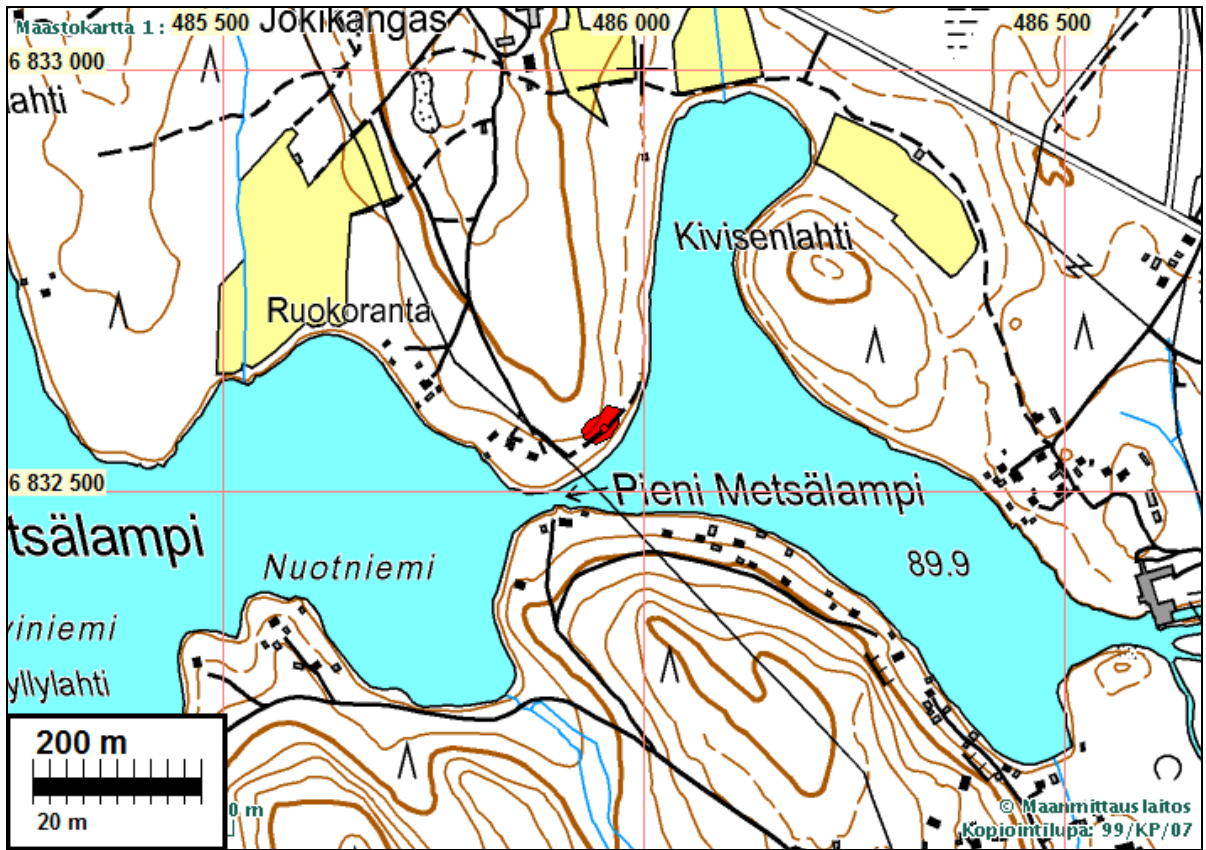 Maastokartta 1 : 485 500 Jokikangas 486 000 486 500
6 833 000
lahti
Kivisenlahti
Ruokoranta
6 832 500
Pieni Metsälampi
tsälampi
Nuotniemi
89.9
viniemi
yllylahti
200 m
20 m
0 m
© Maanmittauslaitos
Kopiointilupa: 99/KP/07